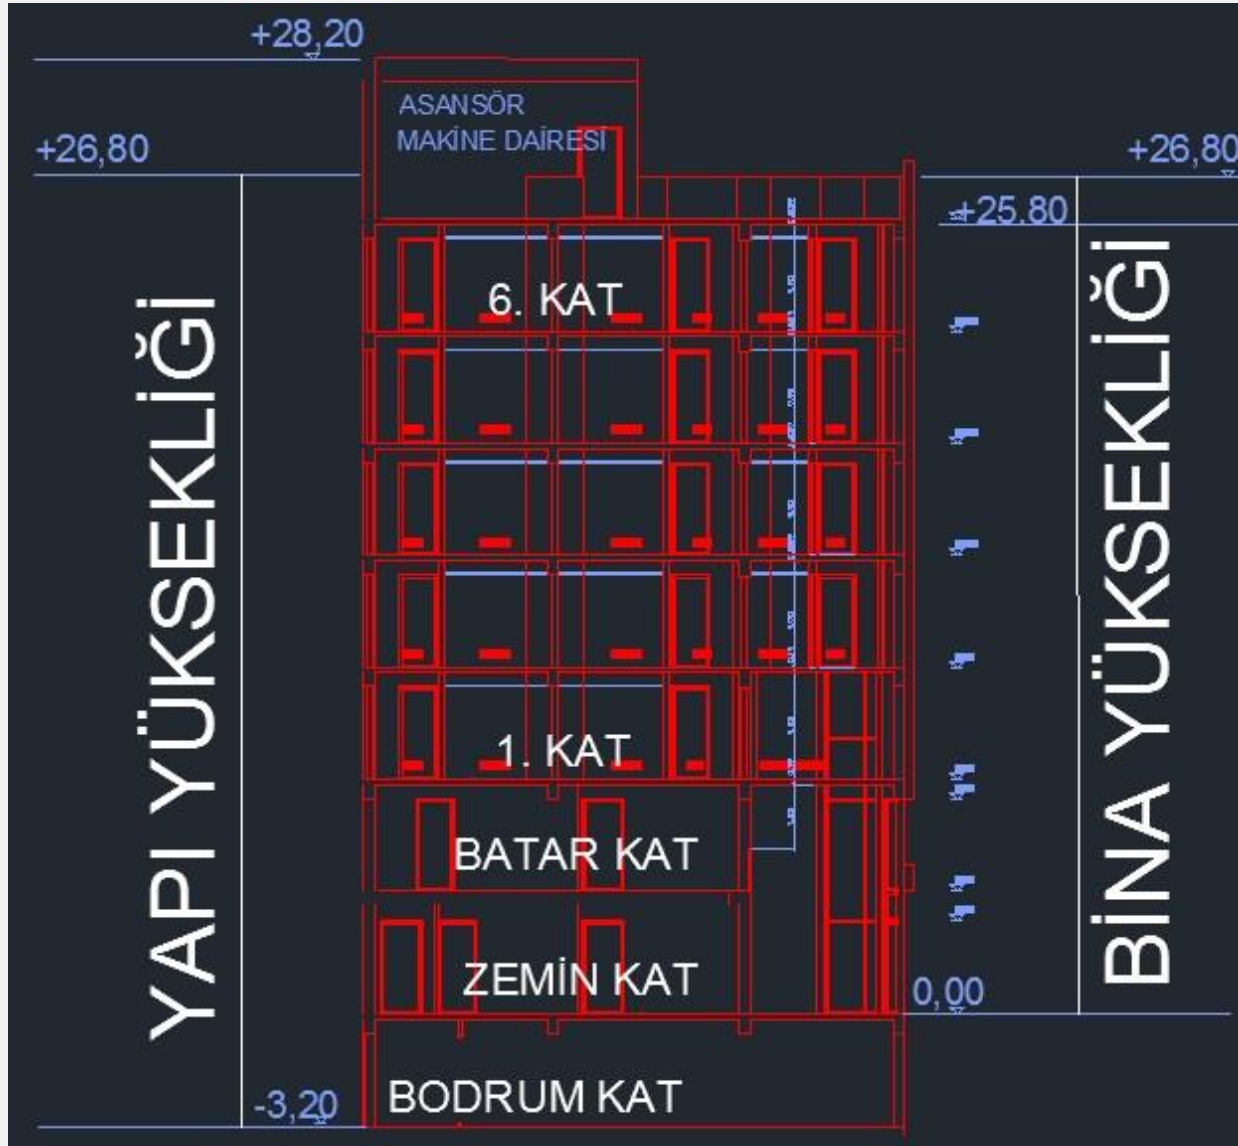 +28,20
ASANSÖR
MAKİNE DAİRESİ
+26,80
+26,80
+25.80
YAPI YÜKSEKLİĞİ
BİNA YÜKSEKLİĞİ
6. KAT
1. KAT
BATAR KAT
ZEMİN KAT
0,00
BODRUM KAT
-3,20